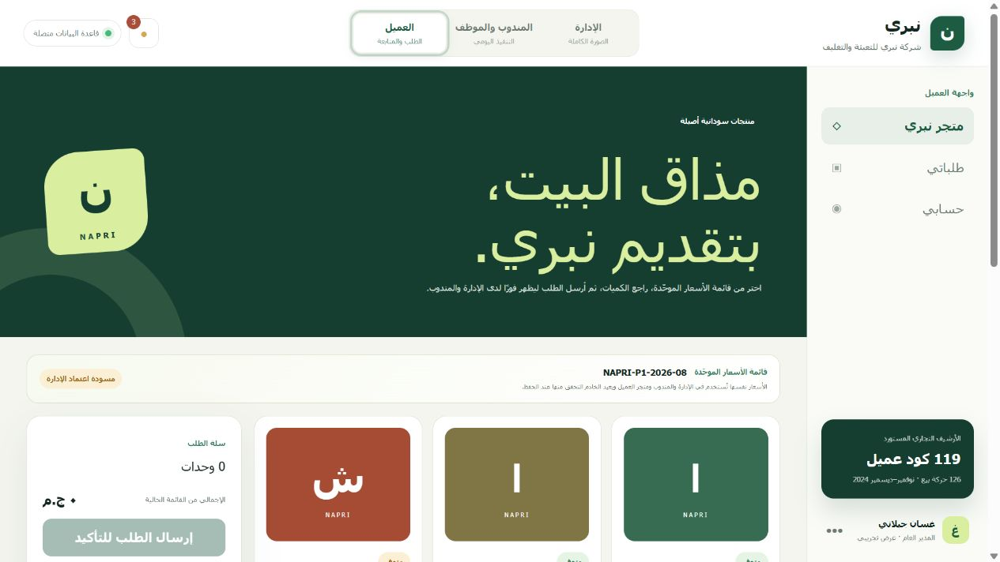 ن
نبري
شركة نبري للتعبئة والتغليف
الإدارة
الصورة الكاملة
المندوب والموظف
التنفيذ اليومي
العميل
الطلب والمتابعة
3
قاعدة البيانات متصلة
واجهة العميل
متجر نبري
طلباتي
حسابي
الأرشيف التجاري المستورد
119 كود عميل
126 حركة بيع · نوفمبر–ديسمبر 2024
غ
غسان جيلاني
المدير العام · عرض تجريبي
منتجات سودانية أصيلة
مذاق البيت،
بتقديم نبري.
اختر من قائمة الأسعار الموحّدة، راجع الكميات، ثم أرسل الطلب ليظهر فورًا لدى الإدارة والمندوب.
ن
NAPRI
قائمة الأسعار الموحّدة NAPRI-P1-2026-08
الأسعار نفسها تُستخدم في الإدارة والمندوب ومتجر العميل ويعيد الخادم التحقق منها عند الحفظ.
مسودة اعتماد الإدارة
ا
NAPRI
ا
NAPRI
ش
NAPRI
سلة الطلب
0 وحدات
الإجمالي من القائمة الحالية
٠ ج.م
إرسال الطلب للتأكيد